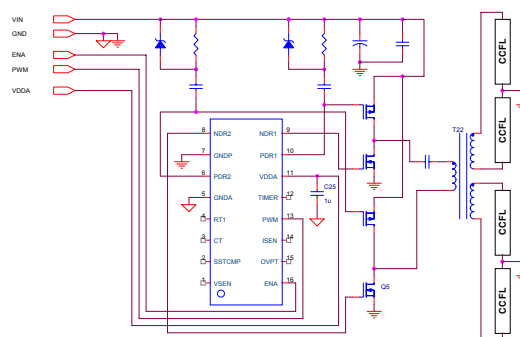 VIN
GND
ENA
PWM
VDDA
CCFL
CCFL
CCFL
CCFL
T22
Q5
C25
1u
8 NDR2 NDR1 9
7 GNDP PDR1 10
6 PDR2 VDDA 11
5 GNDA TIMER 12
4 RT1 PWM 13
3 CT ISEN 14
2 SSTCMP OVPT 15
1 VSEN ENA 16